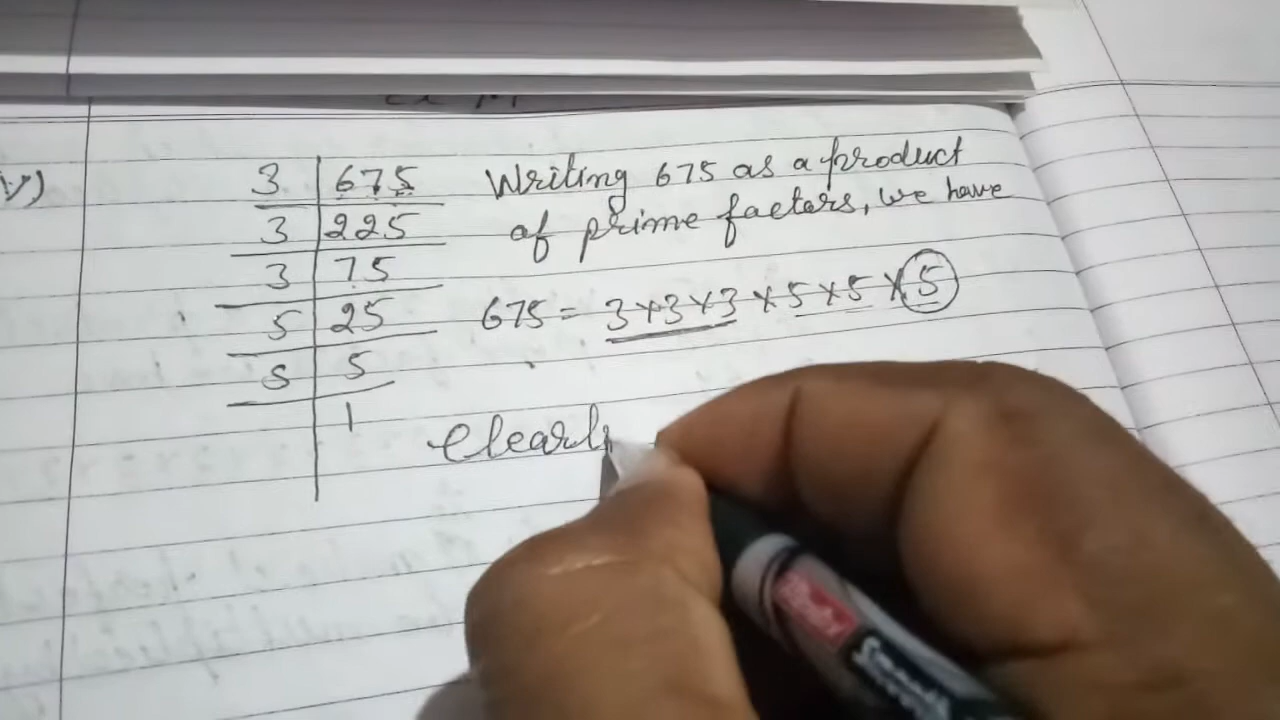 v)
3 | 675
3 | 225
3 | 75
5 | 25
5 | 5
1
Writing 675 as a product
of prime factors, we have
675 = 3×3×3 × 5×5 × 5
Clearl